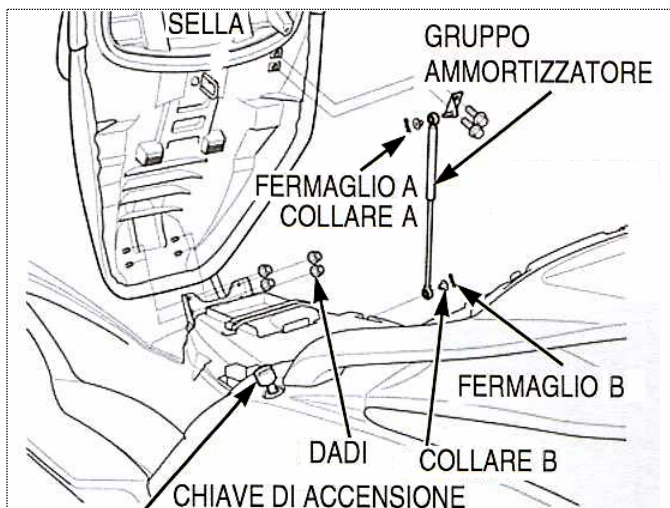 SELLA
GRUPPO
AMMORTIZZATORE
FERMAGLIO A
COLLARE A
FERMAGLIO B
DADI
COLLARE B
CHIAVE DI ACCENSIONE